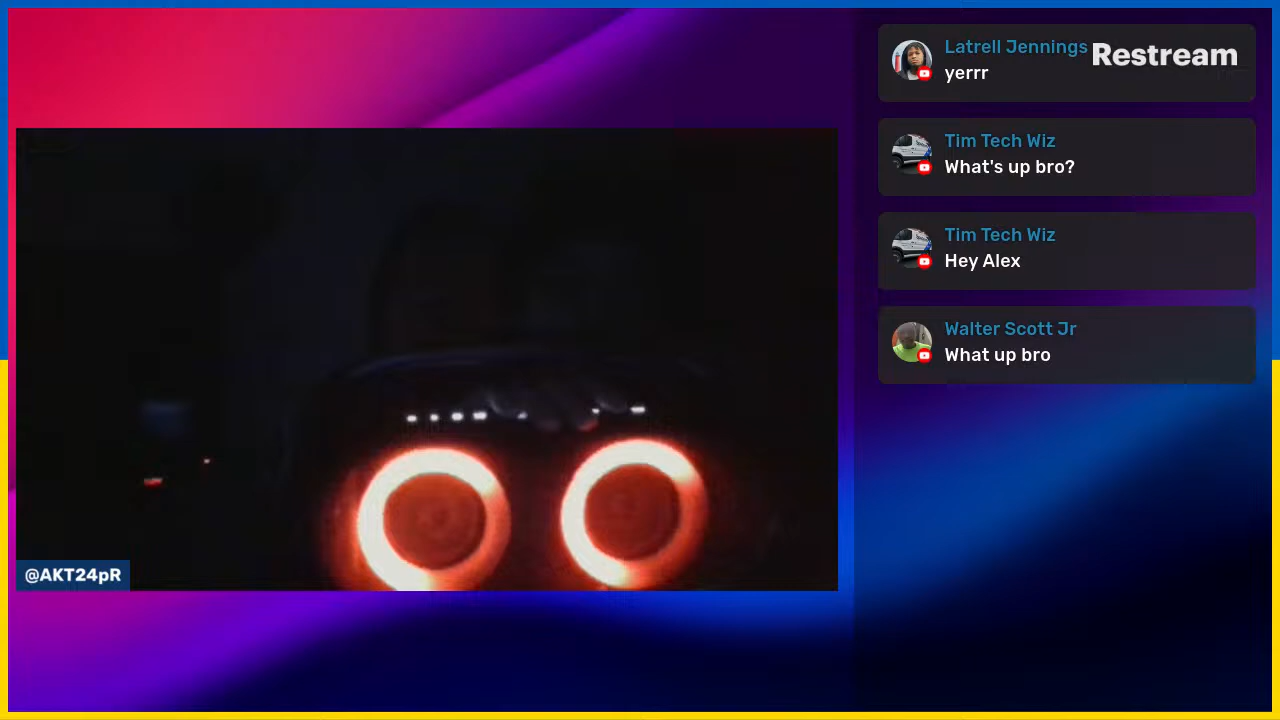 Latrell Jennings
Restream
yerrr
Tim Tech Wiz
What's up bro?
Tim Tech Wiz
Hey Alex
Walter Scott Jr
What up bro
@AKT24pR